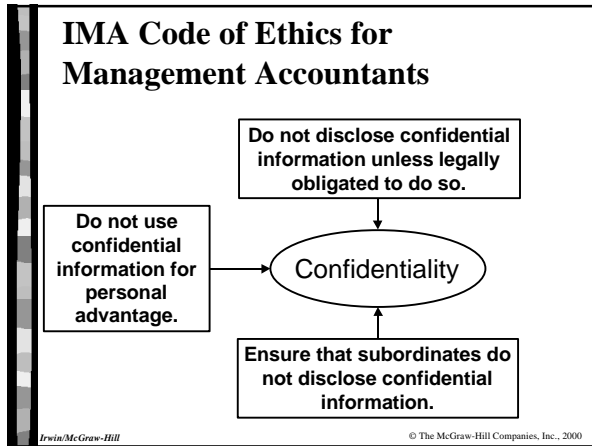 IMA Code of Ethics for
Management Accountants
Do not disclose confidential
information unless legally
obligated to do so.
Do not use
confidential
information for
personal
advantage.
Confidentiality
Ensure that subordinates do
not disclose confidential
information.
Irwin/McGraw-Hill
© The McGraw-Hill Companies, Inc., 2000